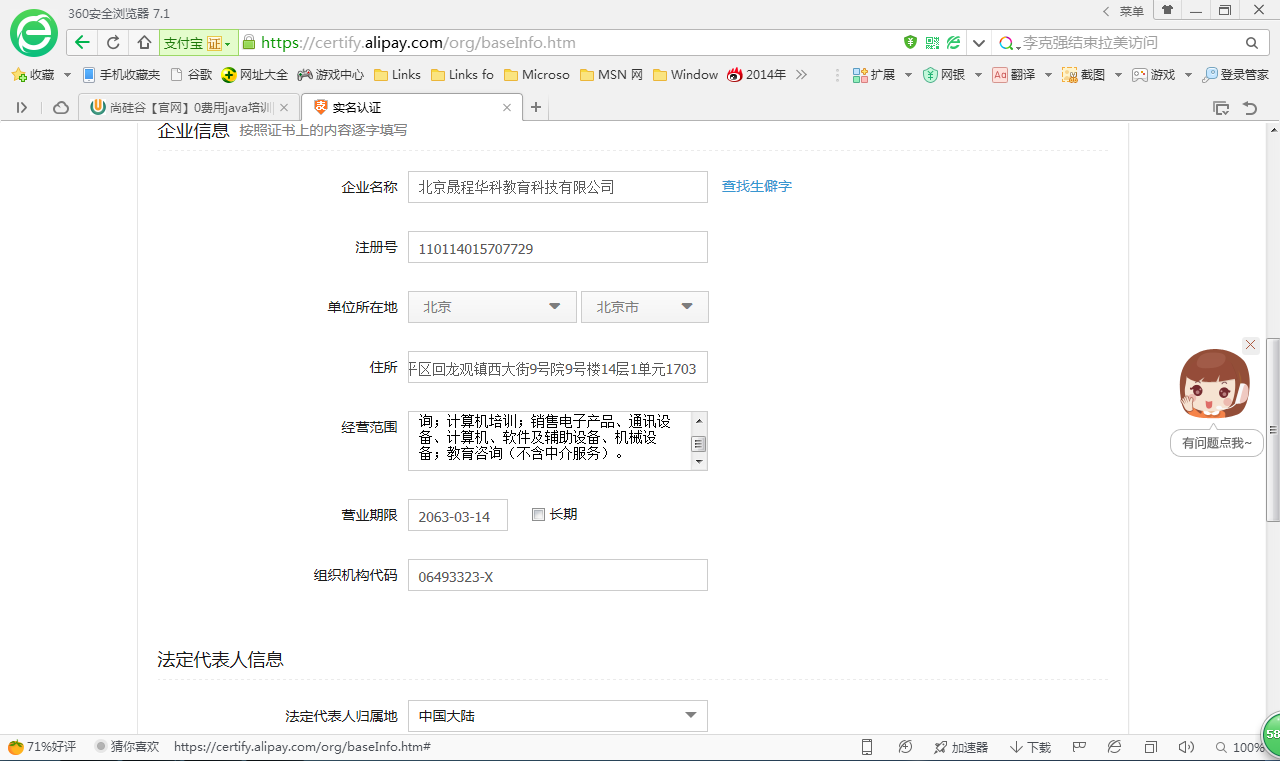 360安全浏览器 7.1
菜单
支付宝 证
https://certify.alipay.com/org/baseInfo.htm
李克强结束拉美访问
收藏 手机收藏夹 谷歌 网址大全 游戏中心 Links Links fo Microso MSN 网 Window 2014年 扩展 网银 翻译 截图 游戏 登录管家
尚硅谷【官网】0费用java培训 实名认证
企业信息 按照证书上的内容逐字填写
企业名称 北京晟程华科教育科技有限公司 查找生僻字
注册号 110114015707729
单位所在地 北京 北京市
住所 平区回龙观镇西大街9号院9号楼14层1单元1703
经营范围 询；计算机培训；销售电子产品、通讯设
备、计算机、软件及辅助设备、机械设
备；教育咨询（不含中介服务）。
有问题点我~
营业期限 2063-03-14 长期
组织机构代码 06493323-X
法定代表人信息
法定代表人归属地 中国大陆
71%好评 猜你喜欢 https://certify.alipay.com/org/baseInfo.htm# 加速器 下载 100%
58